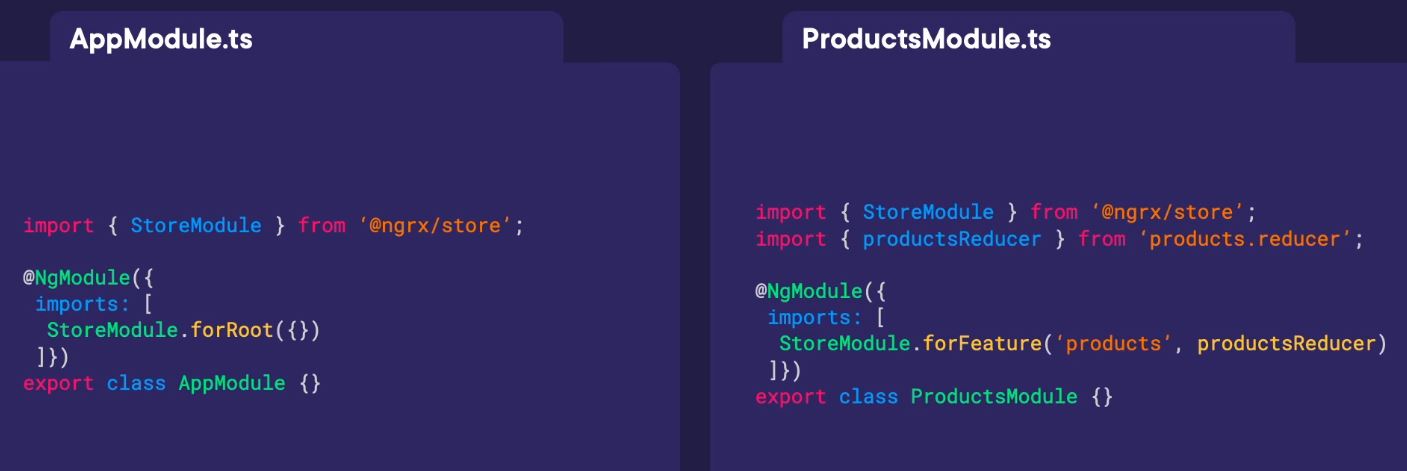 AppModule.ts
import { StoreModule } from ‘@ngrx/store’;
@NgModule({
 imports: [
  StoreModule.forRoot({})
 ]})
export class AppModule {}
ProductsModule.ts
import { StoreModule } from ‘@ngrx/store’;
import { productsReducer } from ‘products.reducer’;
@NgModule({
 imports: [
  StoreModule.forFeature(‘products’, productsReducer)
 ]})
export class ProductsModule {}